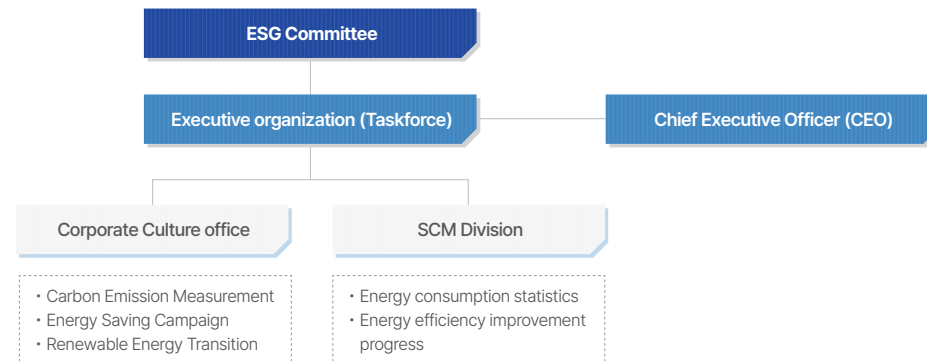 ESG Committee
Executive organization (Taskforce)
Chief Executive Officer (CEO)
Corporate Culture office
SCM Division
・Carbon Emission Measurement
・Energy Saving Campaign
・Renewable Energy Transition
・Energy consumption statistics
・Energy efficiency improvement
progress